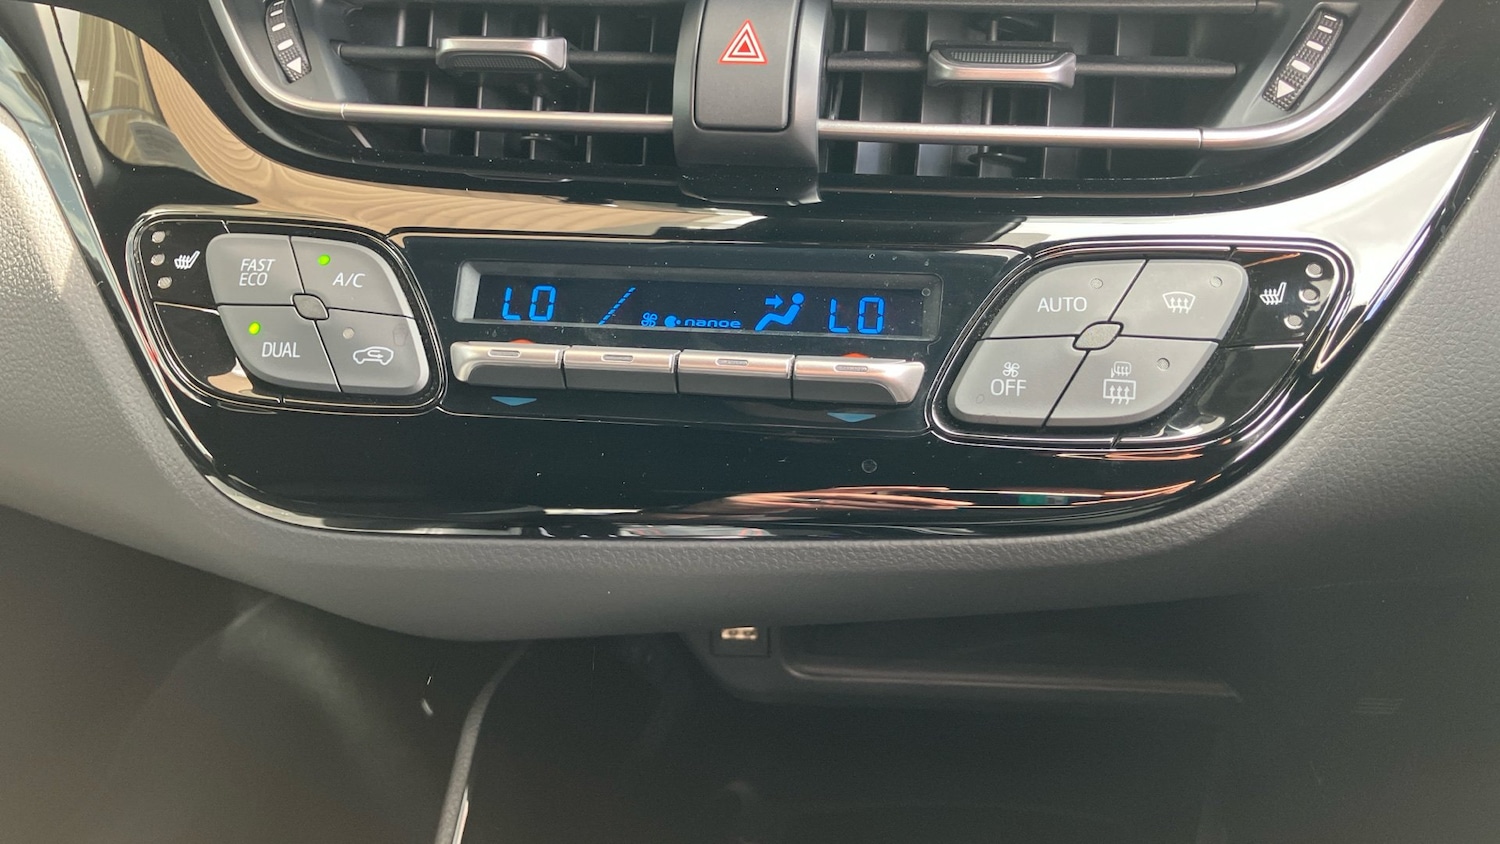 FAST
ECO
A/C
DUAL
LO
nanoe
LO
AUTO
OFF